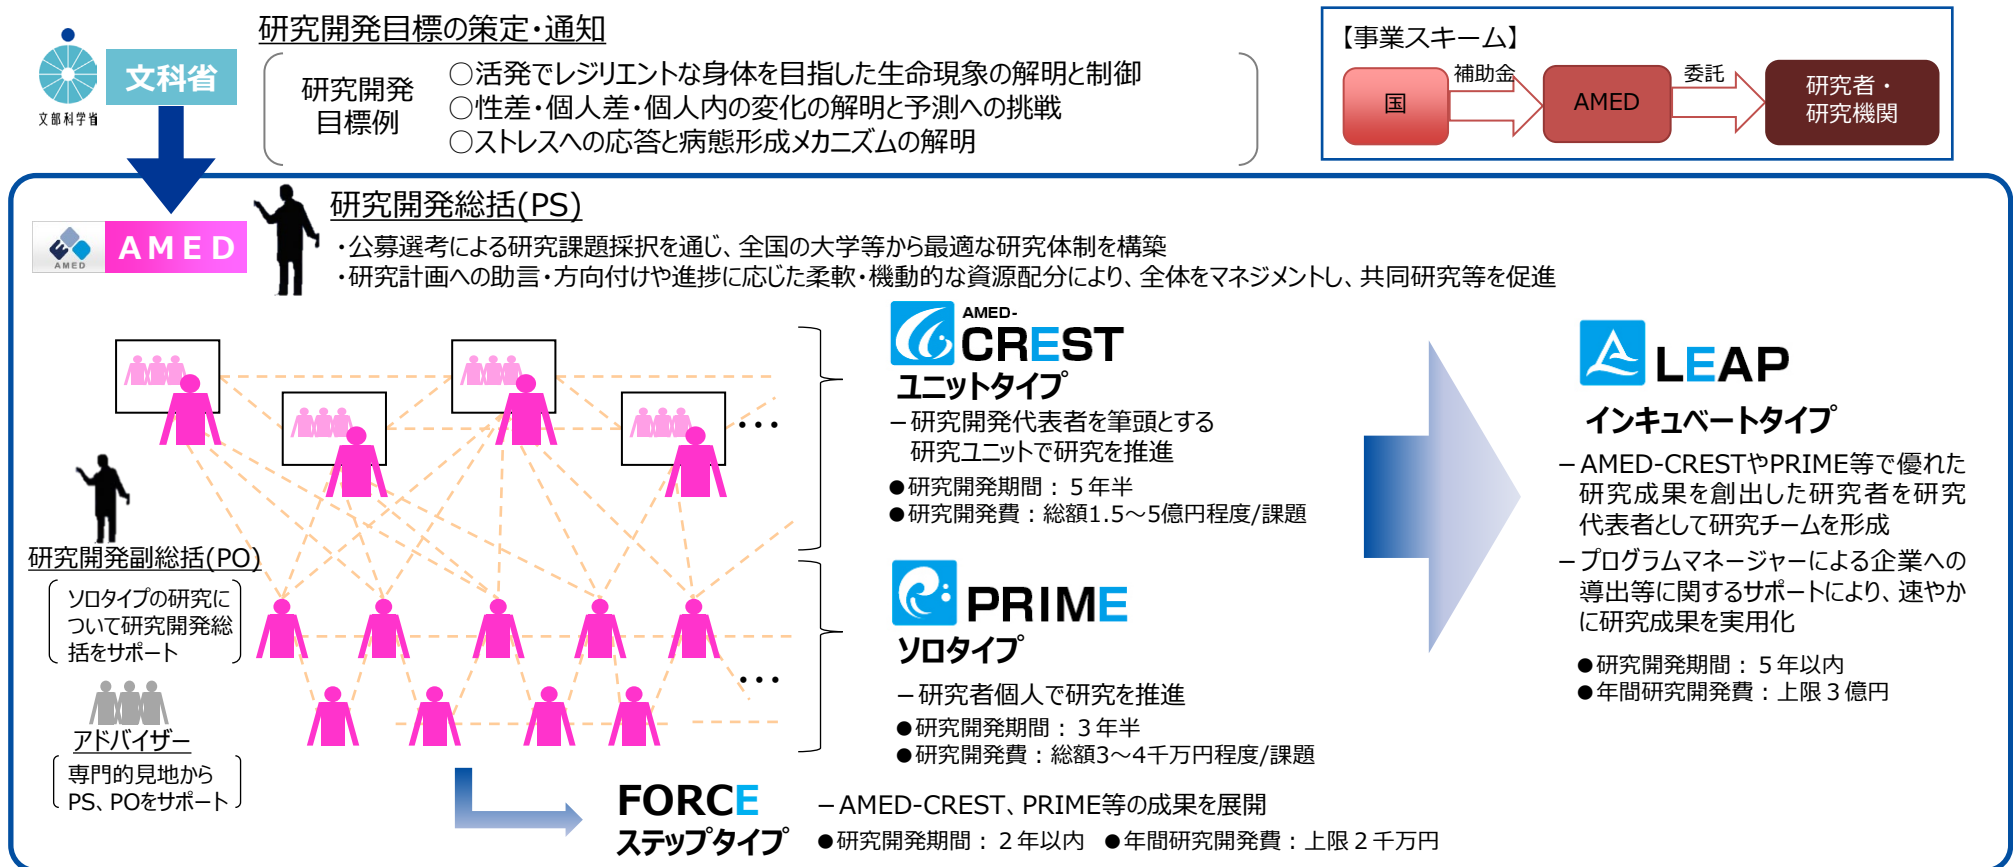 文部科学省
文科省
研究開発目標の策定・通知
研究開発
目標例
○活発でレジリエントな身体を目指した生命現象の解明と制御
○性差・個人差・個人内の変化の解明と予測への挑戦
○ストレスへの応答と病態形成メカニズムの解明
【事業スキーム】
国
補助金
AMED
委託
研究者・
研究機関
AMED
AMED
研究開発総括(PS)
・公募選考による研究課題採択を通じ、全国の大学等から最適な研究体制を構築
・研究計画への助言・方向付けや進捗に応じた柔軟・機動的な資源配分により、全体をマネジメントし、共同研究等を促進
…
研究開発副総括(PO)
ソロタイプの研究に
ついて研究開発総
括をサポート
…
アドバイザー
専門的見地から
PS、POをサポート
AMED-
CREST
ユニットタイプ
－研究開発代表者を筆頭とする
研究ユニットで研究を推進
●研究開発期間：５年半
●研究開発費：総額1.5～5億円程度/課題
PRIME
ソロタイプ
－研究者個人で研究を推進
●研究開発期間：３年半
●研究開発費：総額3～4千万円程度/課題
FORCE
ステップタイプ
－AMED-CREST、PRIME等の成果を展開
●研究開発期間：２年以内 ●年間研究開発費：上限２千万円
LEAP
インキュベートタイプ
－AMED-CRESTやPRIME等で優れた
研究成果を創出した研究者を研究
代表者として研究チームを形成
－プログラムマネージャーによる企業への
導出等に関するサポートにより、速やか
に研究成果を実用化
●研究開発期間：５年以内
●年間研究開発費：上限３億円